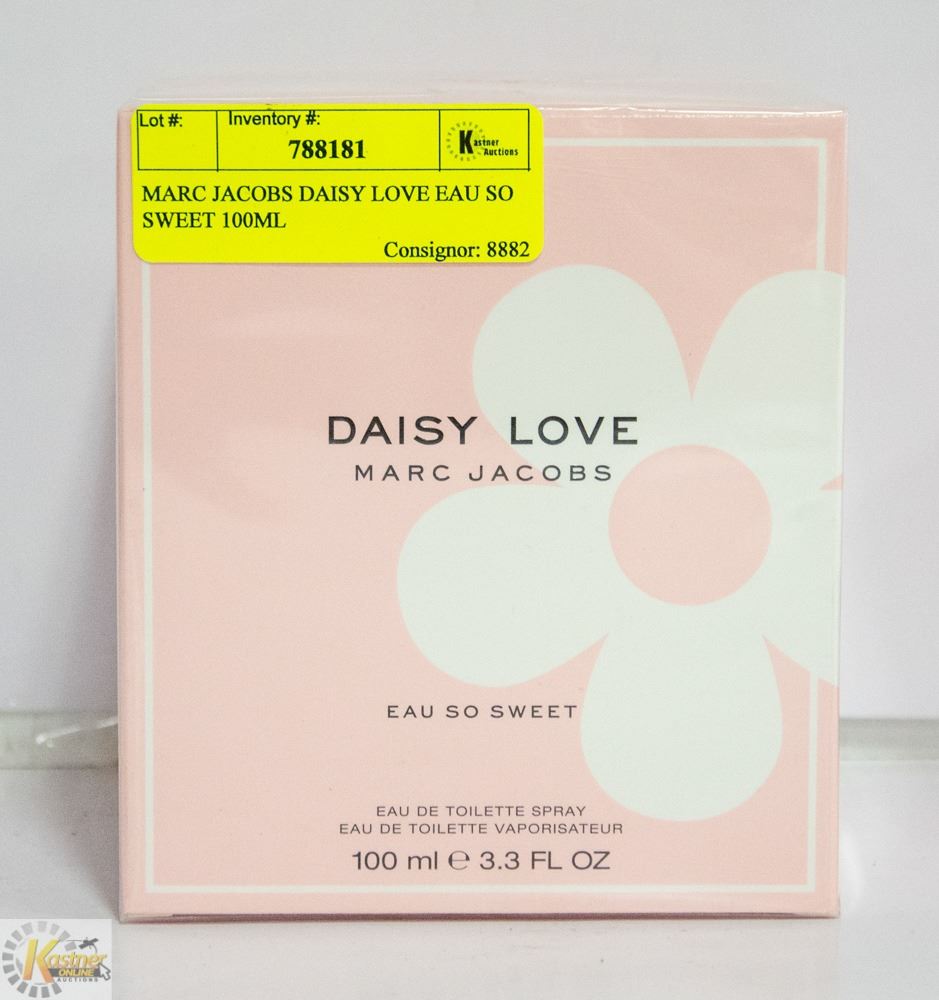 Lot #:
Inventory #:
788181
Kastner
Auctions
MARC JACOBS DAISY LOVE EAU SO
SWEET 100ML
Consignor: 8882
DAISY LOVE
MARC JACOBS
EAU SO SWEET
EAU DE TOILETTE SPRAY
EAU DE TOILETTE VAPORISATEUR
100 ml ℮ 3.3 FL OZ
Kastner
ONLINE
AUCTIONS